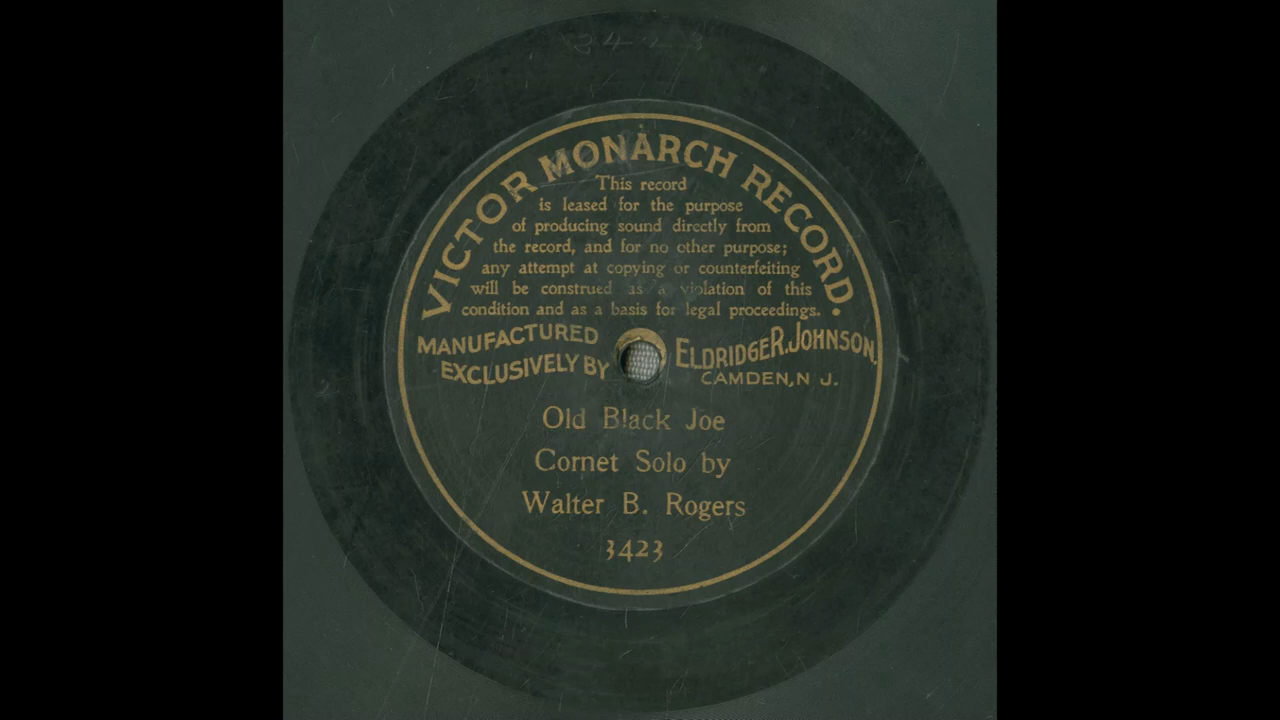 3423
VICTOR MONARCH RECORD.
This record
is leased for the purpose
of producing sound directly from
the record, and for no other purpose;
any attempt at copying or counterfeiting
will be construed as a violation of this
condition and as a basis for legal proceedings.
MANUFACTURED
EXCLUSIVELY BY
ELDRIDGE R. JOHNSON,
CAMDEN, N J.
Old Black Joe
Cornet Solo by
Walter B. Rogers
3423